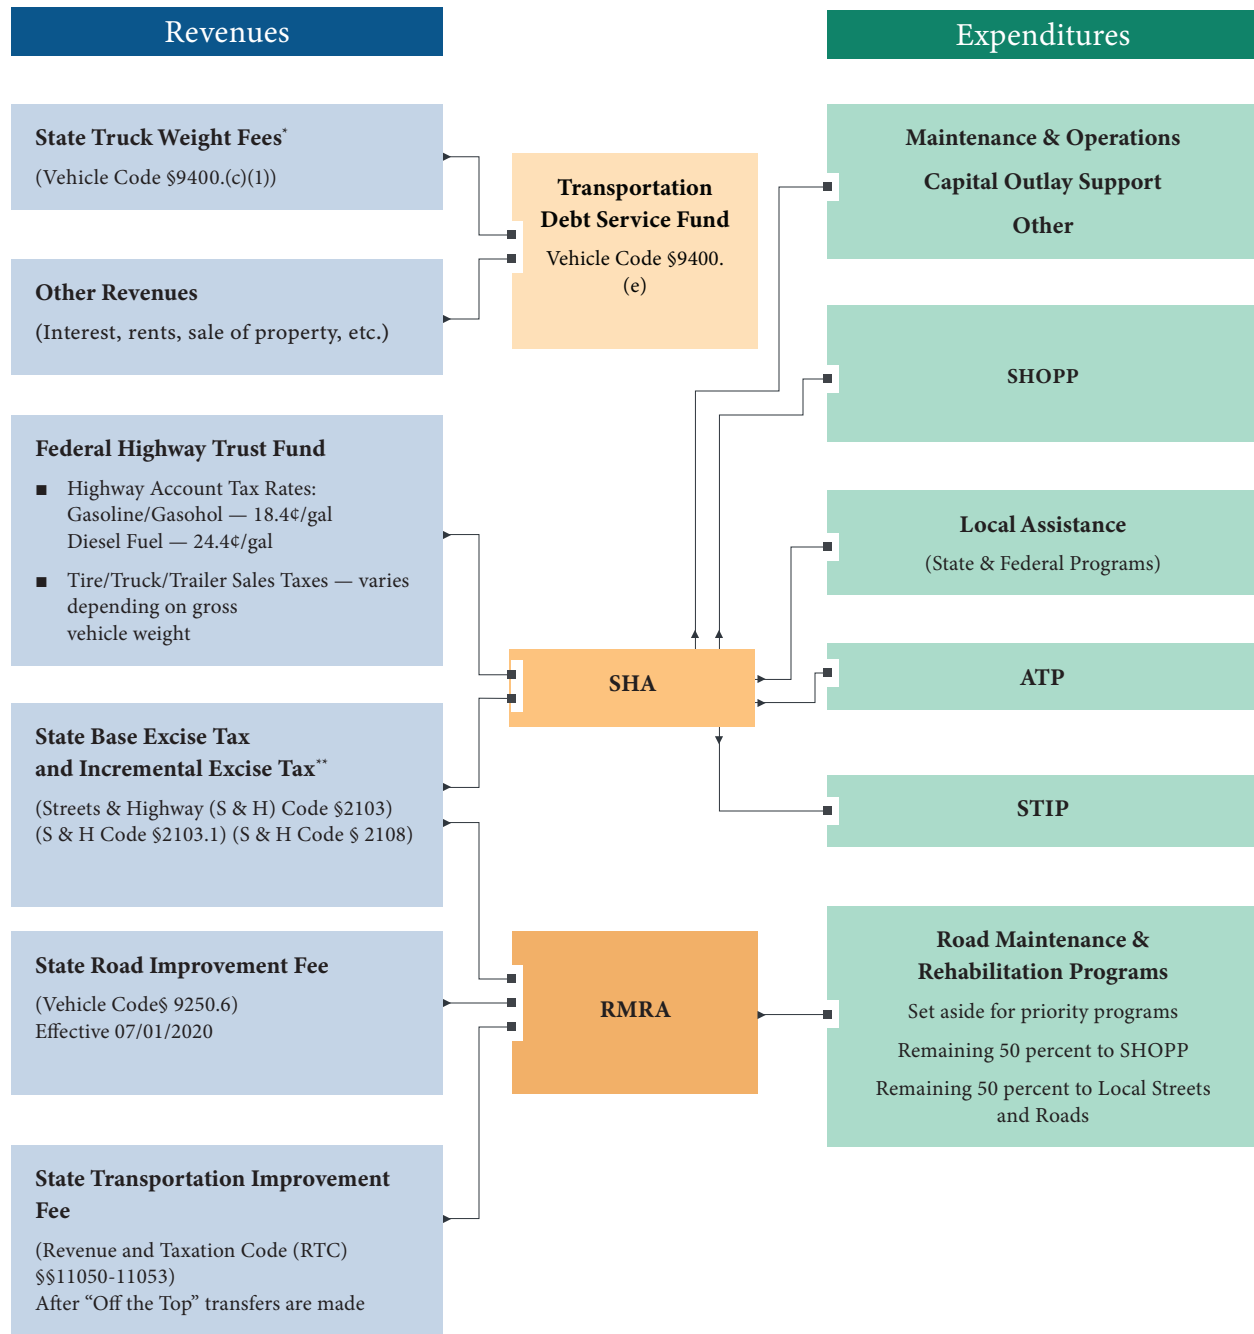 Revenues
State Truck Weight Fees*
(Vehicle Code §9400.(c)(1))
Other Revenues
(Interest, rents, sale of property, etc.)
Federal Highway Trust Fund
■ Highway Account Tax Rates:
Gasoline/Gasohol — 18.4¢/gal
Diesel Fuel — 24.4¢/gal
■ Tire/Truck/Trailer Sales Taxes — varies
depending on gross
vehicle weight
State Base Excise Tax
and Incremental Excise Tax**
(Streets & Highway (S & H) Code §2103)
(S & H Code §2103.1) (S & H Code § 2108)
State Road Improvement Fee
(Vehicle Code§ 9250.6)
Effective 07/01/2020
State Transportation Improvement
Fee
(Revenue and Taxation Code (RTC)
§§11050-11053)
After “Off the Top” transfers are made
Transportation
Debt Service Fund
Vehicle Code §9400.
(e)
SHA
RMRA
Expenditures
Maintenance & Operations
Capital Outlay Support
Other
SHOPP
Local Assistance
(State & Federal Programs)
ATP
STIP
Road Maintenance &
Rehabilitation Programs
Set aside for priority programs
Remaining 50 percent to SHOPP
Remaining 50 percent to Local Streets
and Roads